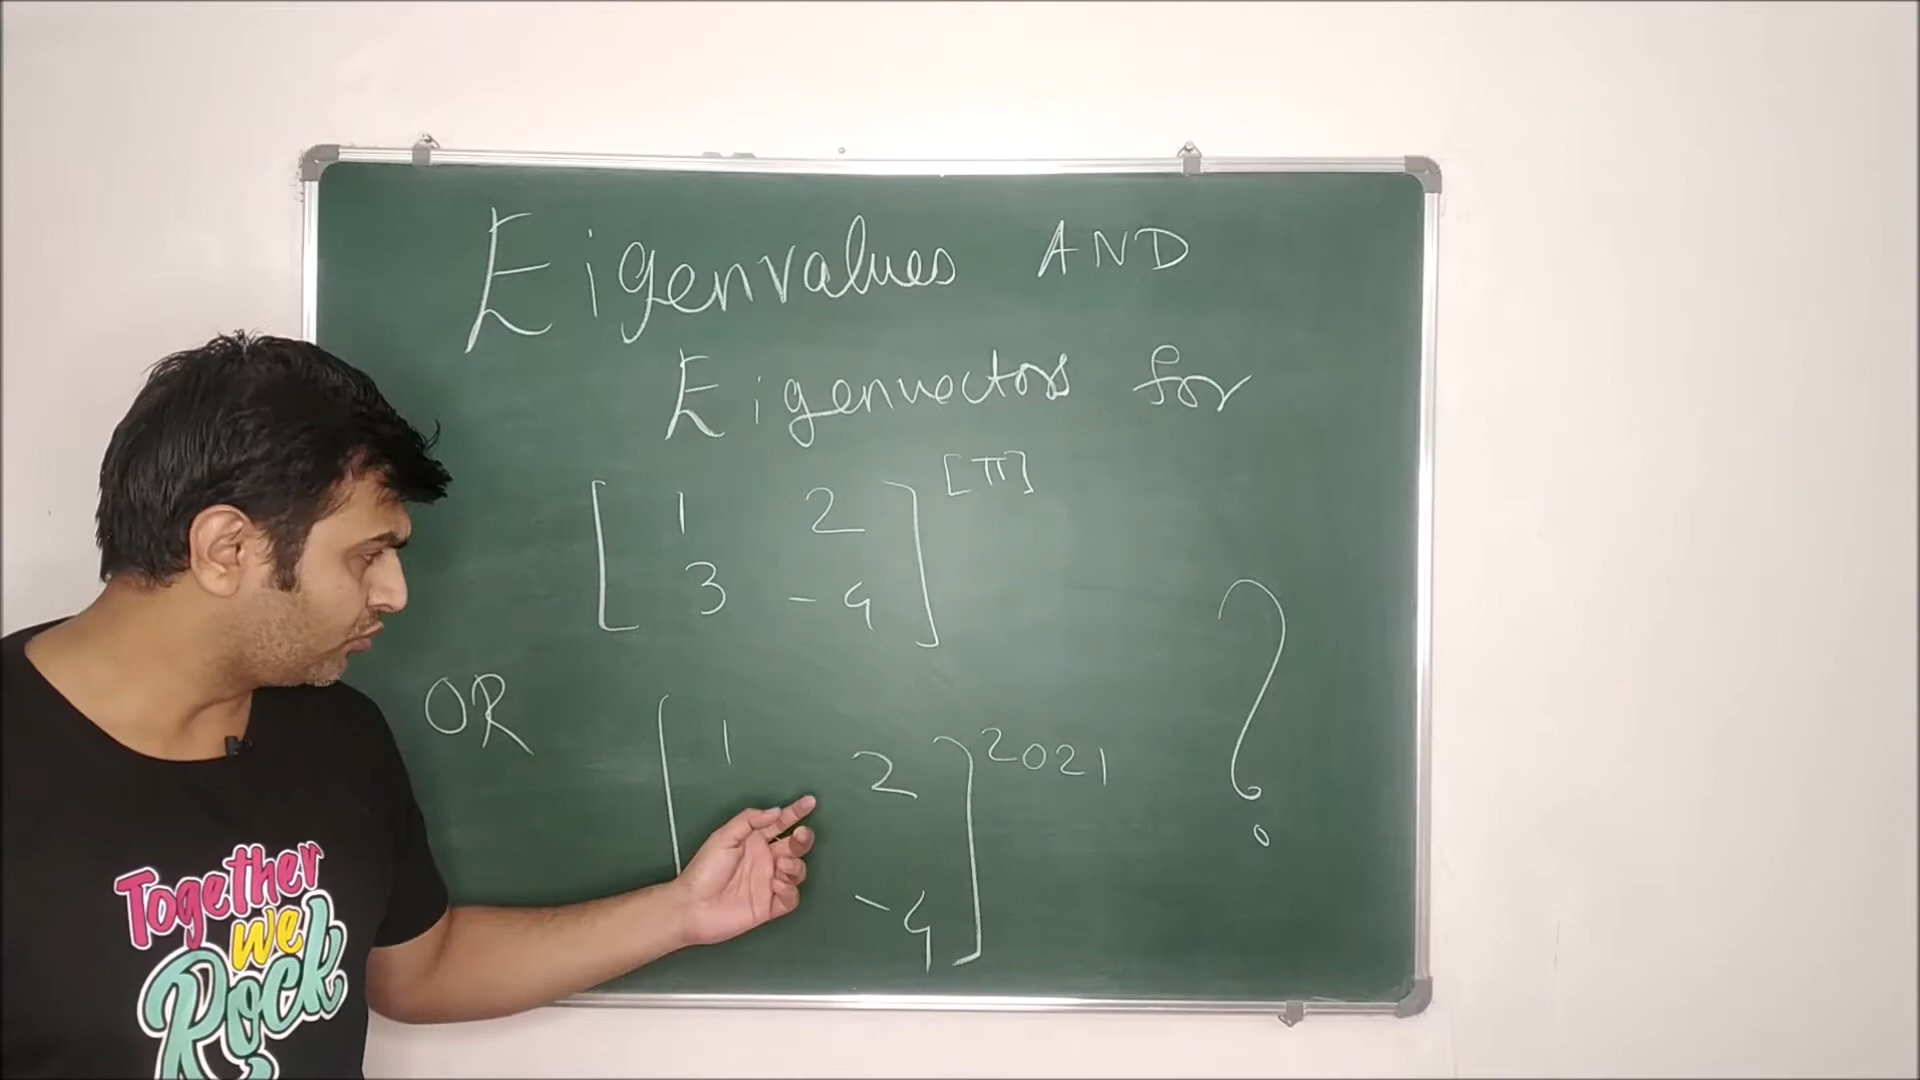 Eigenvalues AND
Eigenvectors for
1 2 [π]
3 -4
OR
1 2 2021
-4
?
Together
we
Rock